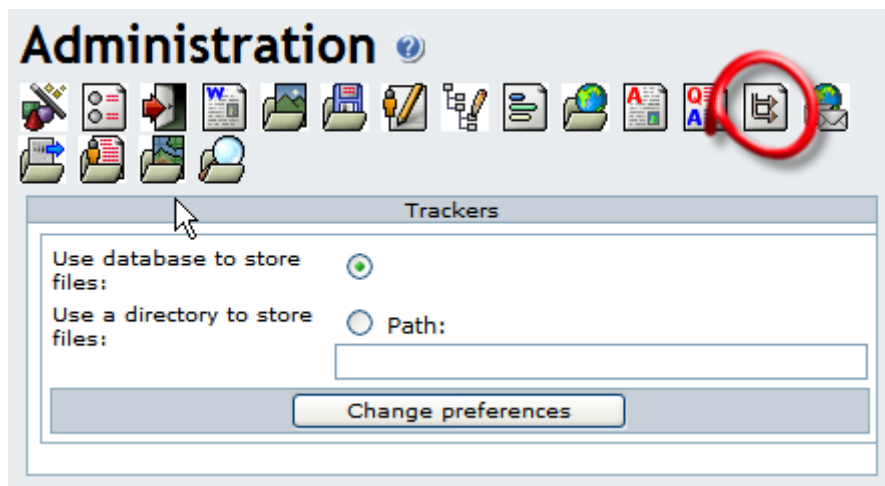 Administration ?
W
A
Q
A
Trackers
Use database to store
files:
Use a directory to store
files:
Path:
Change preferences